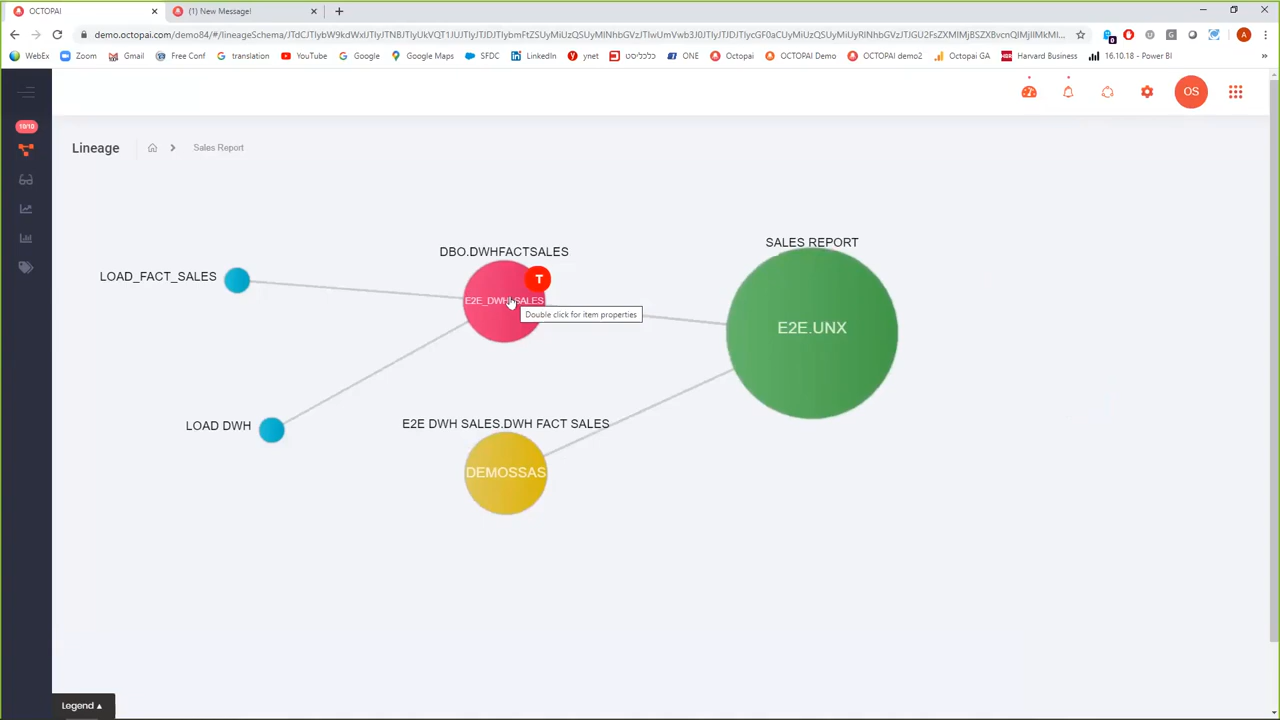 OCTOPAI
(1) New Message!
demo.octopai.com/demo84/#/lineageSchema/
WebEx Zoom Gmail Free Conf translation YouTube Google Google Maps SFDC LinkedIn ynet כלכליסט ONE Octopai OCTOPAI Demo OCTOPAI demo2 Octopai GA Harvard Business 16.10.18 - Power BI »
A
OS
10/10
Lineage Sales Report
SALES REPORT
DBO.DWHFACTSALES
LOAD_FACT_SALES
T
E2E.UNX
Double click for item properties
LOAD DWH
E2E DWH SALES.DWH FACT SALES
DEMOSSAS
Legend